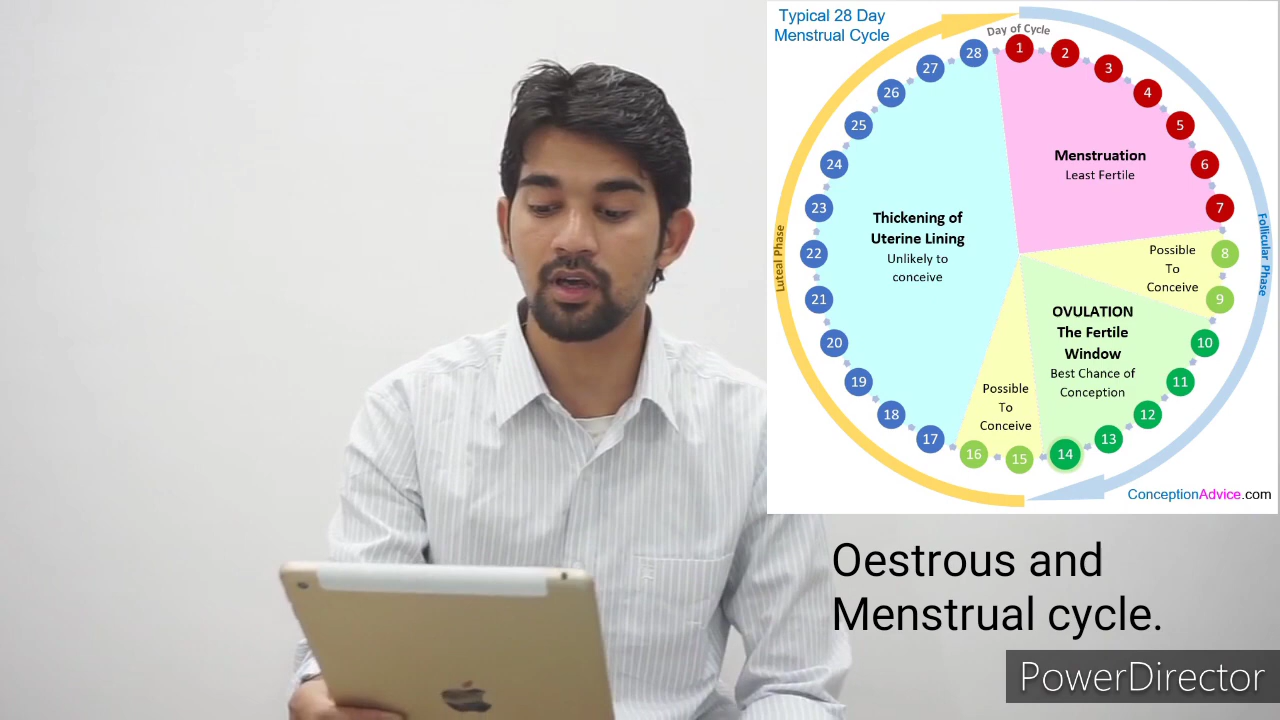 Typical 28 Day
Menstrual Cycle
Day of Cycle
1
2
3
4
5
6
7
8
9
10
11
12
13
14
15
16
17
18
19
20
21
22
23
24
25
26
27
28
Menstruation
Least Fertile
Possible
To
Conceive
OVULATION
The Fertile
Window
Best Chance of
Conception
Possible
To
Conceive
Thickening of
Uterine Lining
Unlikely to
conceive
Luteal Phase
Follicular Phase
ConceptionAdvice.com
Oestrous and
Menstrual cycle.
PowerDirector